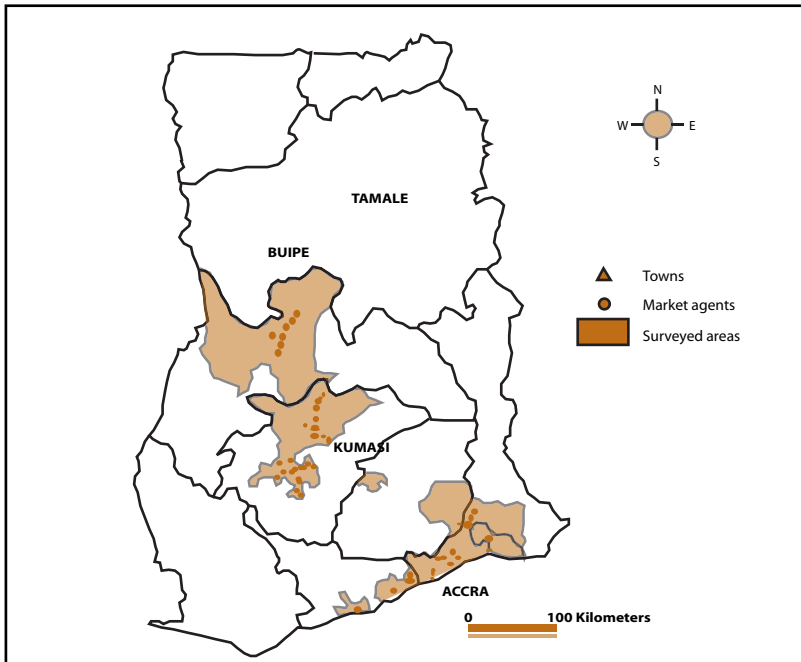 N
W E
S
TAMALE
BUIPE
Towns
Market agents
Surveyed areas
KUMASI
ACCRA
0 100 Kilometers